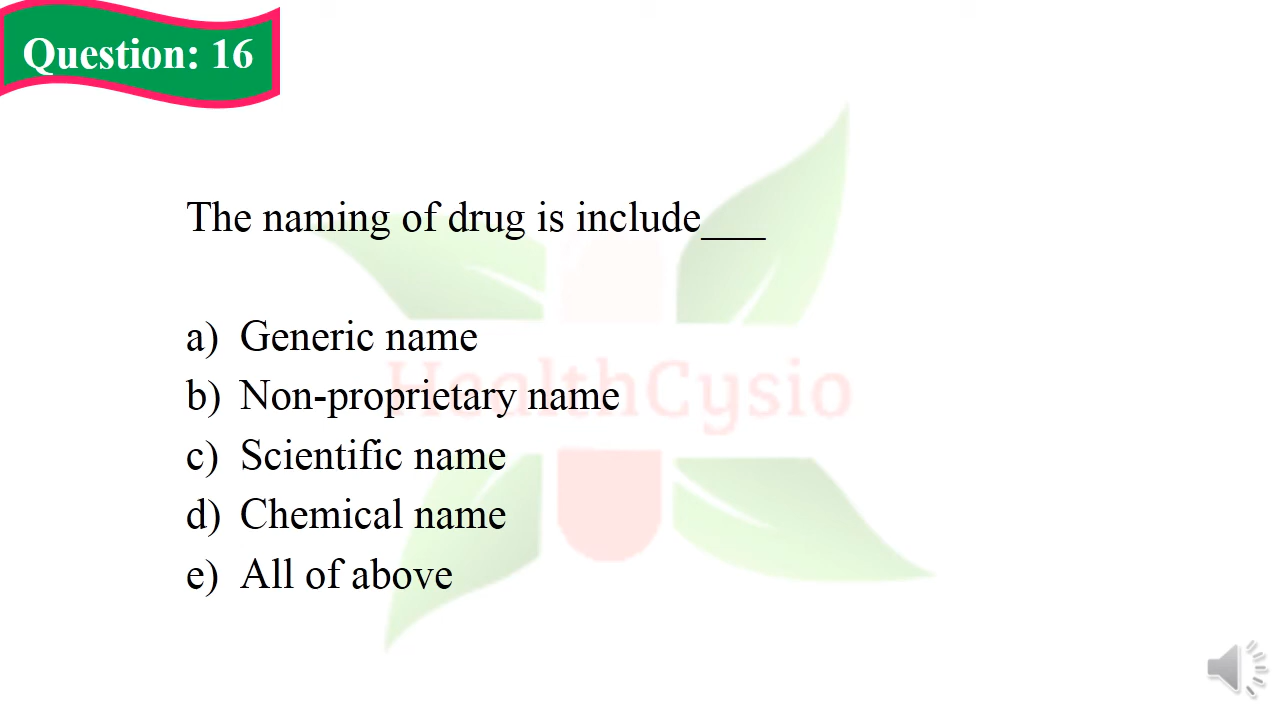 Question: 16
The naming of drug is include___
a) Generic name
b) Non-proprietary name
HealthCysio
c) Scientific name
d) Chemical name
e) All of above